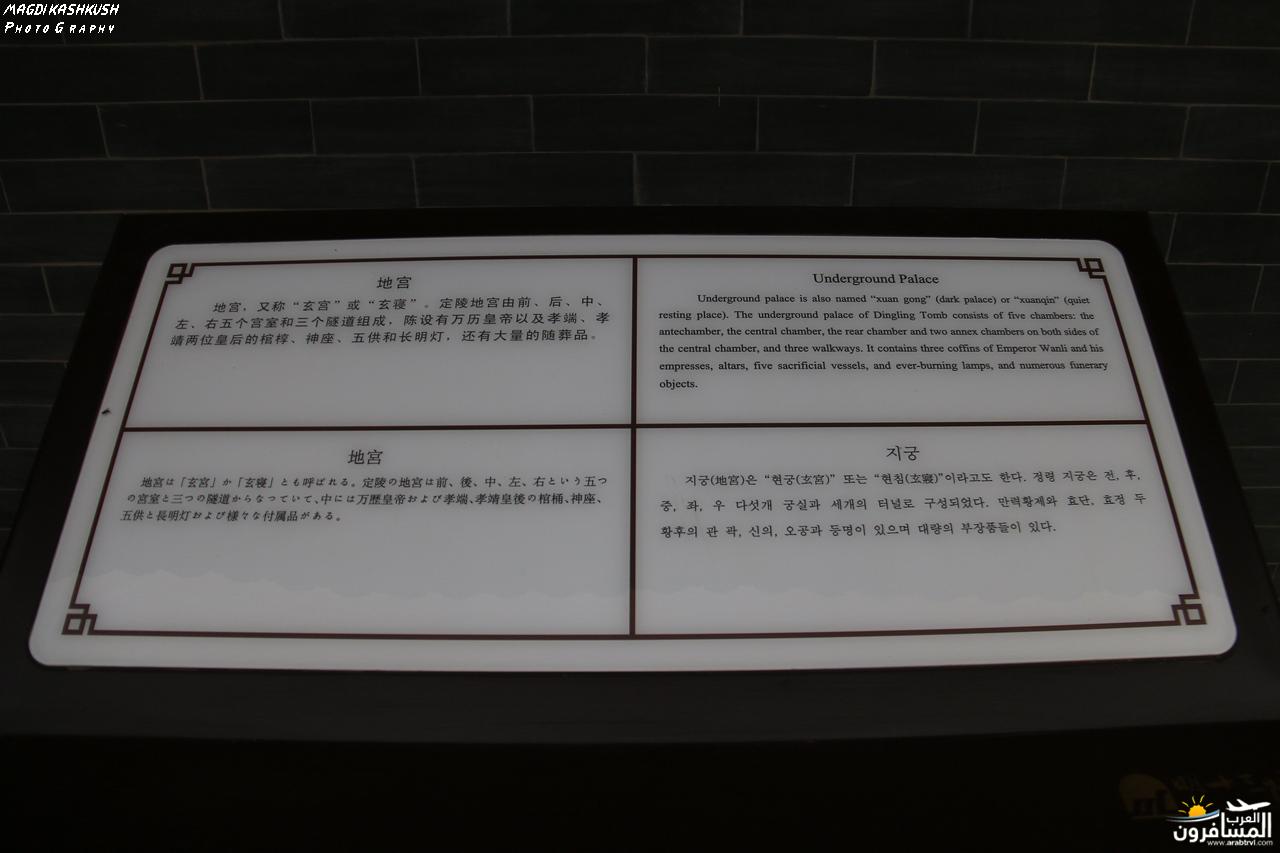 MAGDI KASHKUSH
PHOTO GRAPHY
地宫
地宫，又称“玄宫”或“玄寝”。定陵地宫由前、后、中、
左、右五个宫室和三个隧道组成，陈设有万历皇帝以及孝端、孝
靖两位皇后的棺椁、神座、五供和长明灯，还有大量的随葬品。
Underground Palace
Underground palace is also named “xuan gong” (dark palace) or “xuanqin” (quiet
resting place). The underground palace of Dingling Tomb consists of five chambers: the
antechamber, the central chamber, the rear chamber and two annex chambers on both sides of
the central chamber, and three walkways. It contains three coffins of Emperor Wanli and his
empresses, altars, five sacrificial vessels, and ever-burning lamps, and numerous funerary
objects.
地宮
地宮は「玄宮」か「玄寝」とも呼ばれる。定陵の地宮は前、後、中、左、右という五つ
の宮室と三つの隧道からなっていて、中には万歴皇帝および孝端、孝靖皇後の棺桶、神座、
五供と長明灯および様々な付属品がある。
지궁
지궁(地宮)은 “현궁(玄宮)” 또는 “현침(玄寢)”이라고도 한다. 정령 지궁은 전, 후,
중, 좌, 우 다섯개 궁실과 세개의 터널로 구성되었다. 만력황제와 효단, 효정 두
황후의 관 곽, 신의, 오공과 등명이 있으며 대량의 부장품들이 있다.
العرب
المسافرون
www.arabtrvl.com